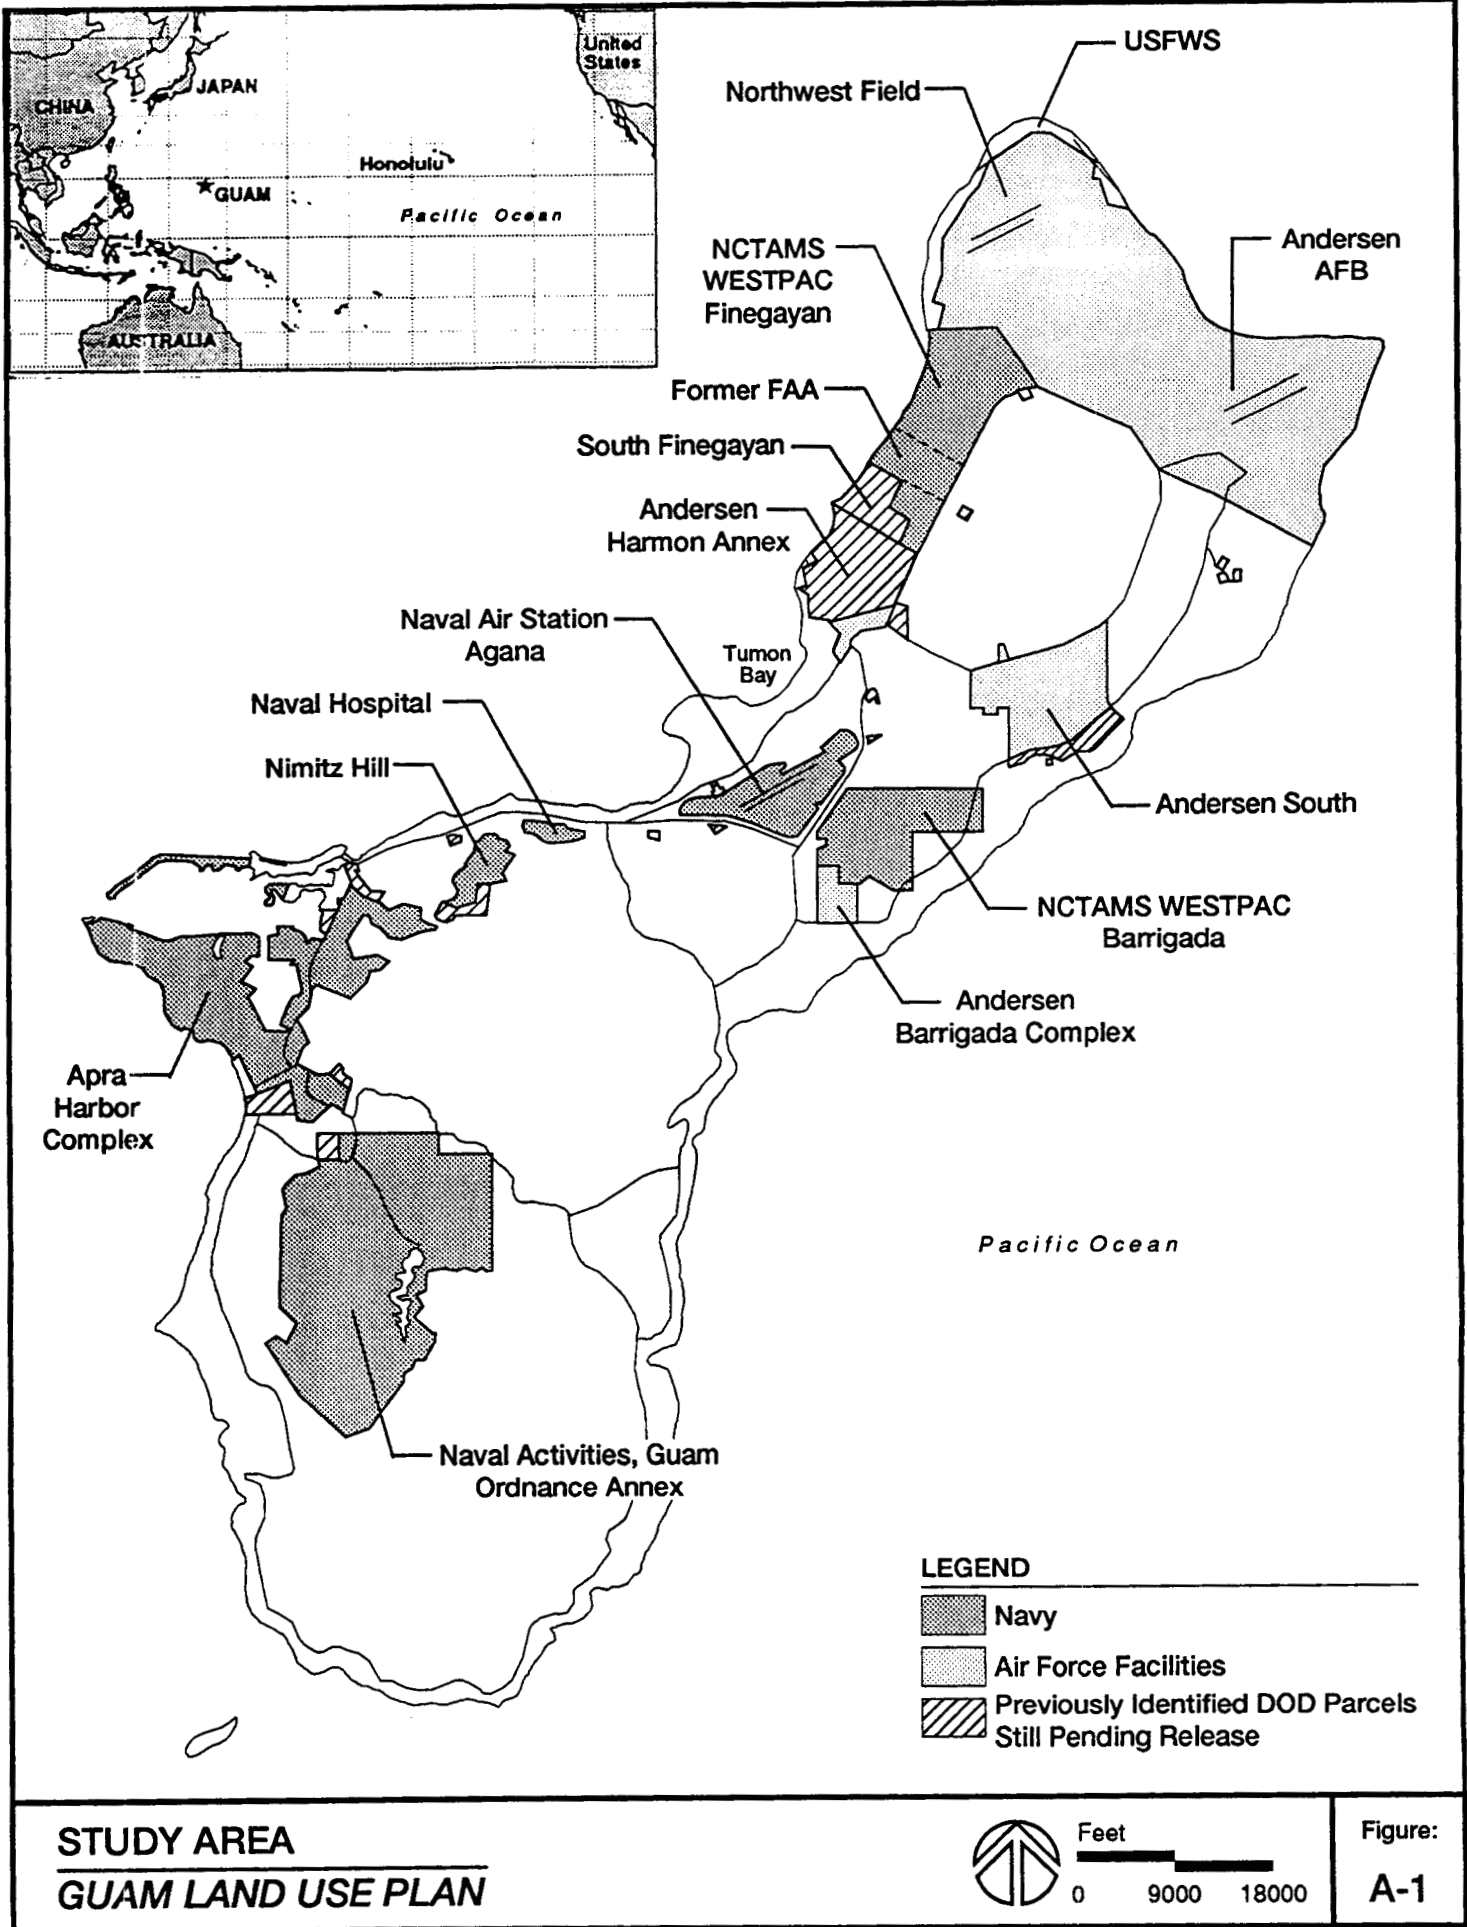 United
States
JAPAN
CHINA
Honolulu
GUAM
Pacific Ocean
AUSTRALIA
USFWS
Northwest Field
NCTAMS
WESTPAC
Finegayan
Andersen
AFB
Former FAA
South Finegayan
Andersen
Harmon Annex
Naval Air Station
Agana
Tumon
Bay
Naval Hospital
Nimitz Hill
Andersen South
NCTAMS WESTPAC
Barrigada
Andersen
Barrigada Complex
Apra
Harbor
Complex
Pacific Ocean
Naval Activities, Guam
Ordnance Annex
LEGEND
Navy
Air Force Facilities
Previously Identified DOD Parcels
Still Pending Release
STUDY AREA
GUAM LAND USE PLAN
Feet
0 9000 18000
Figure:
A-1